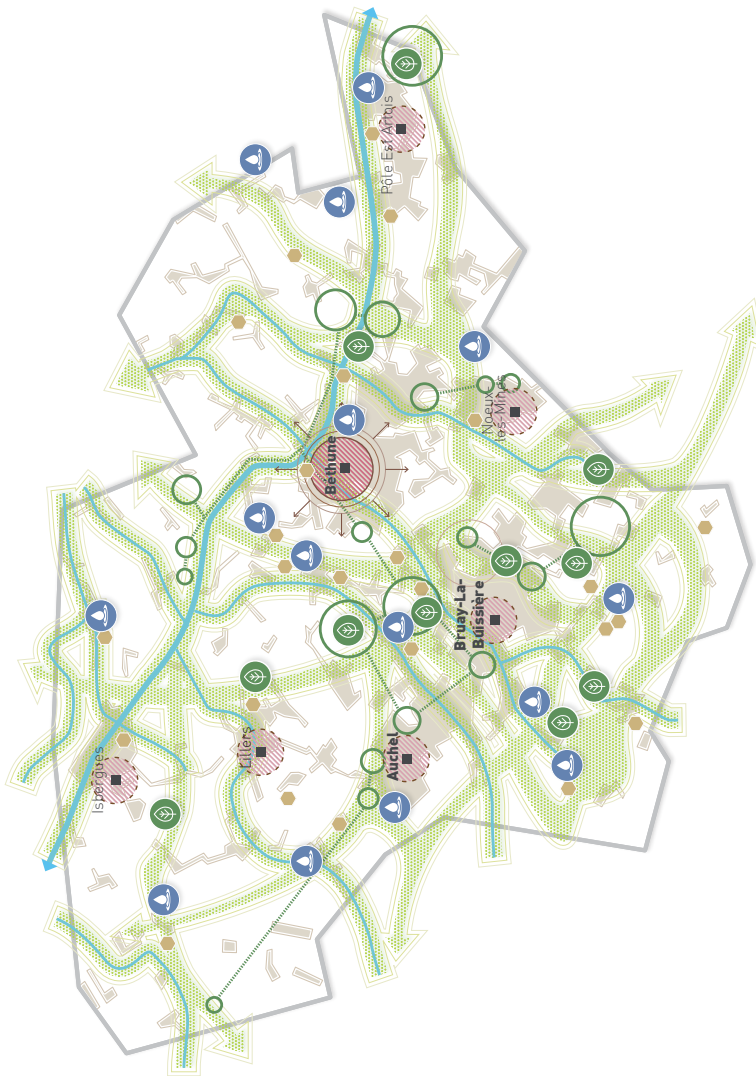 Pôle Est Artois
Noeux-
les-Mines
Béthune
Bruay-La-
Buissière
Auchel
Lillers
Isbergues